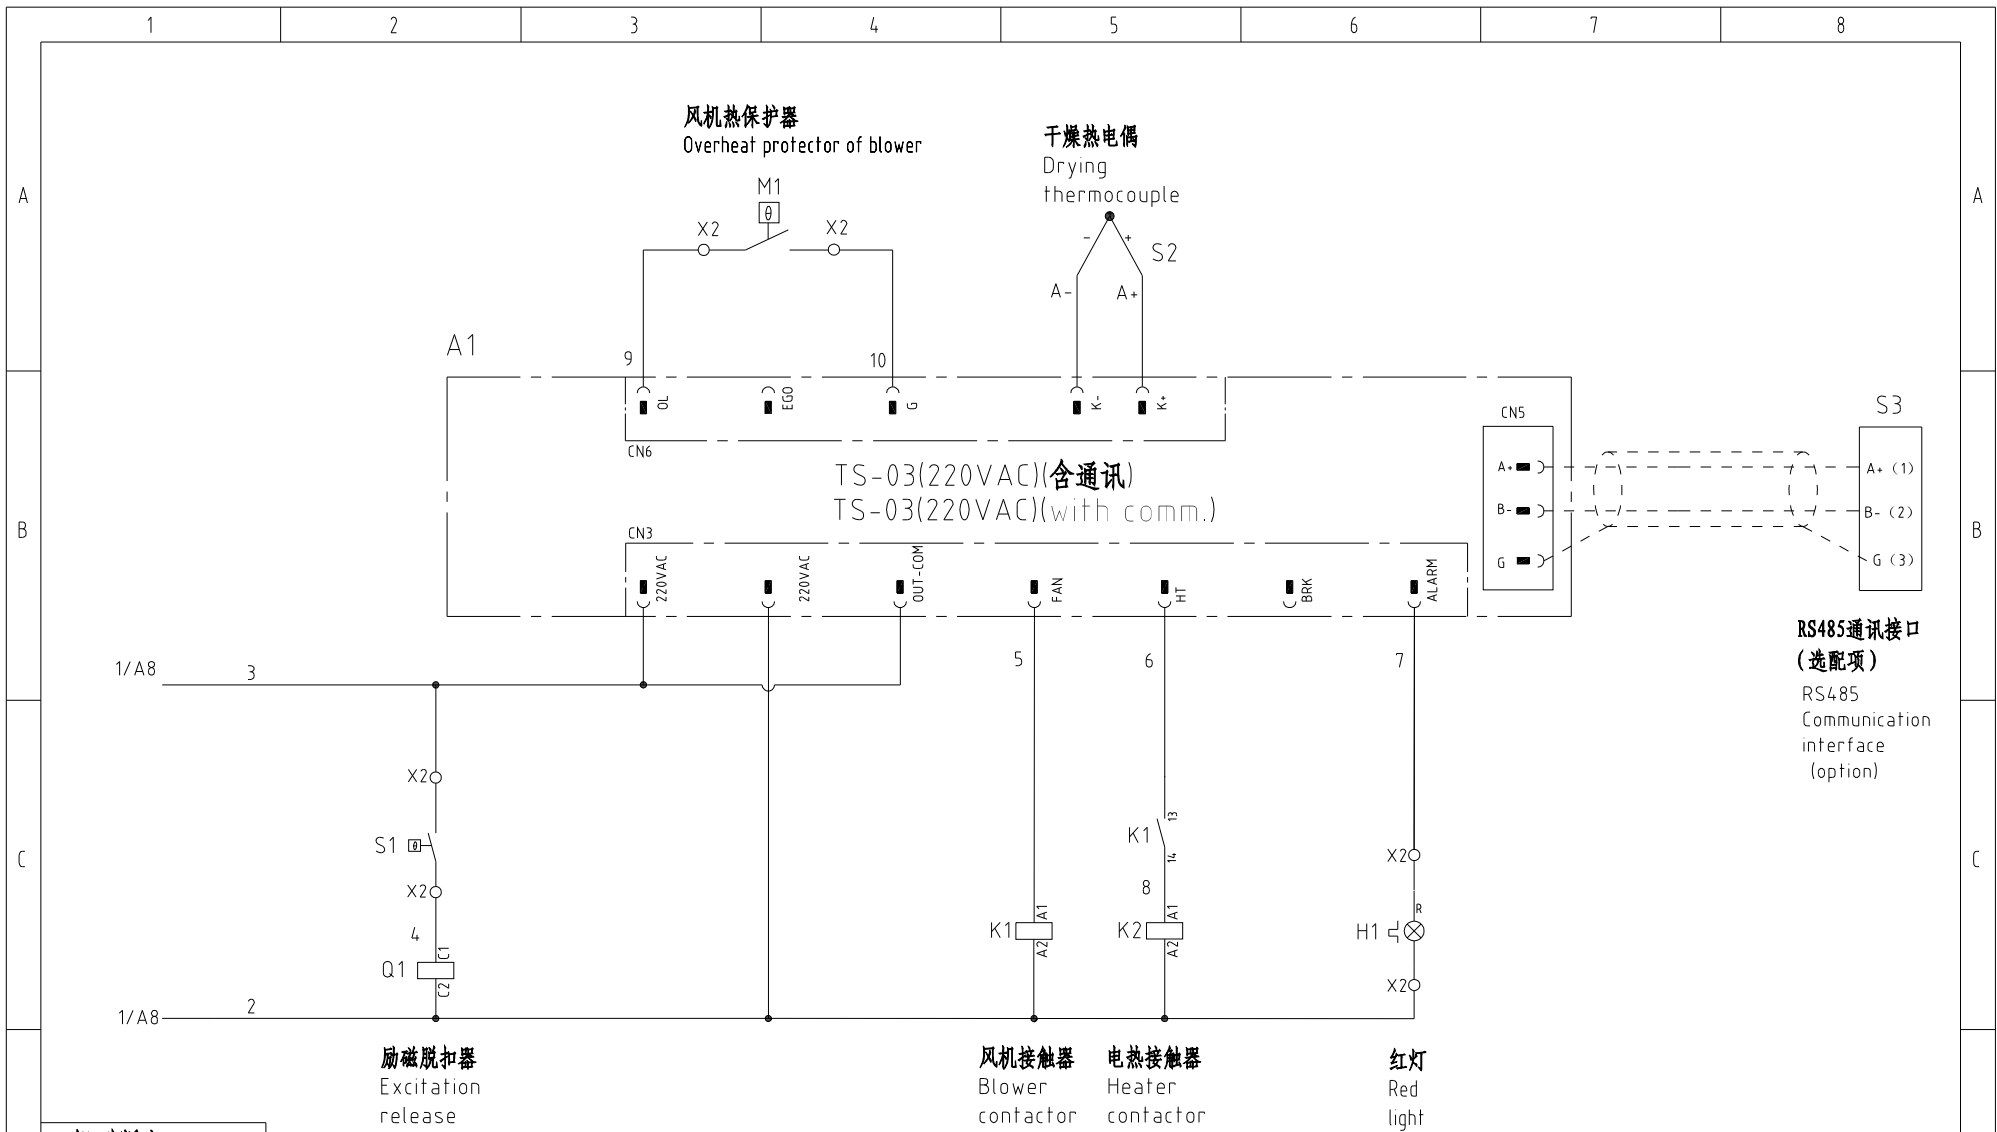 1 2 3 4 5 6 7 8
A
A
风机热保护器
Overheat protector of blower
M1
θ
X2
X2
干燥热电偶
Drying
thermocouple
- +
S2
A-
A+
A1
9
10
OL
EGO
G
K-
K+
CN6
TS-03(220VAC)(含通讯)
TS-03(220VAC)(with comm.)
CN5
A+
B-
G
S3
A+ (1)
B- (2)
G (3)
B
B
CN3
220VAC
220VAC
OUT-COM
FAN
HT
BRK
ALARM
RS485通讯接口
(选配项)
RS485
Communication
interface
(option)
1/A8
3
5
6
7
C
C
X2
S1
θ
X2
4
Q1
C1
C2
K1
13
14
8
K1
A1
A2
K2
A1
A2
X2
R
H1
X2
1/A8
2
励磁脱扣器
Excitation
release
风机接触器
Blower
contactor
电热接触器
Heater
contactor
红灯
Red
light